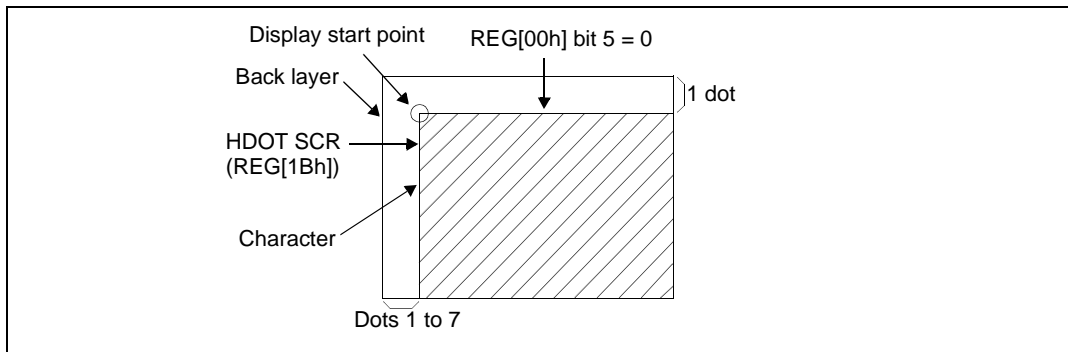 Display start point
REG[00h] bit 5 = 0
Back layer
1 dot
HDOT SCR
(REG[1Bh])
Character
Dots 1 to 7